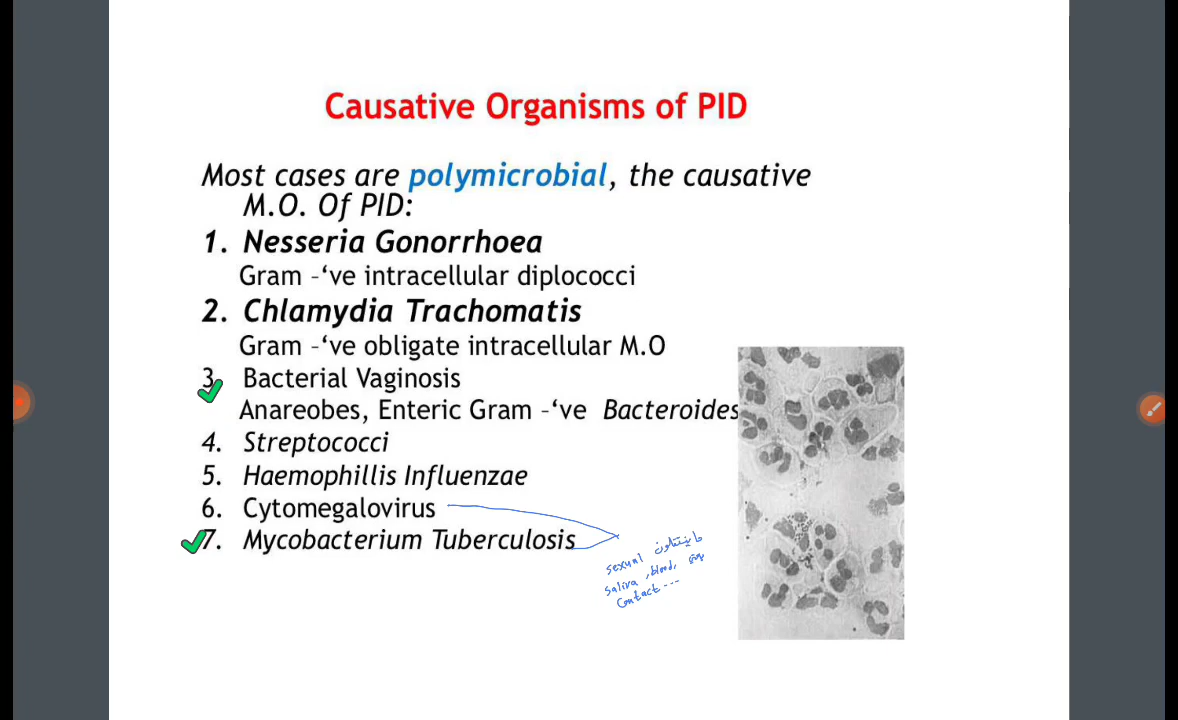 Causative Organisms of PID
Most cases are polymicrobial, the causative
M.O. Of PID:
1. Nesseria Gonorrhoea
Gram -‘ve intracellular diplococci
2. Chlamydia Trachomatis
Gram -‘ve obligate intracellular M.O
3. Bacterial Vaginosis
Anareobes, Enteric Gram -‘ve Bacteroides
4. Streptococci
5. Haemophillis Influenzae
6. Cytomegalovirus
7. Mycobacterium Tuberculosis
sexual
saliva, blood,
Contact ---